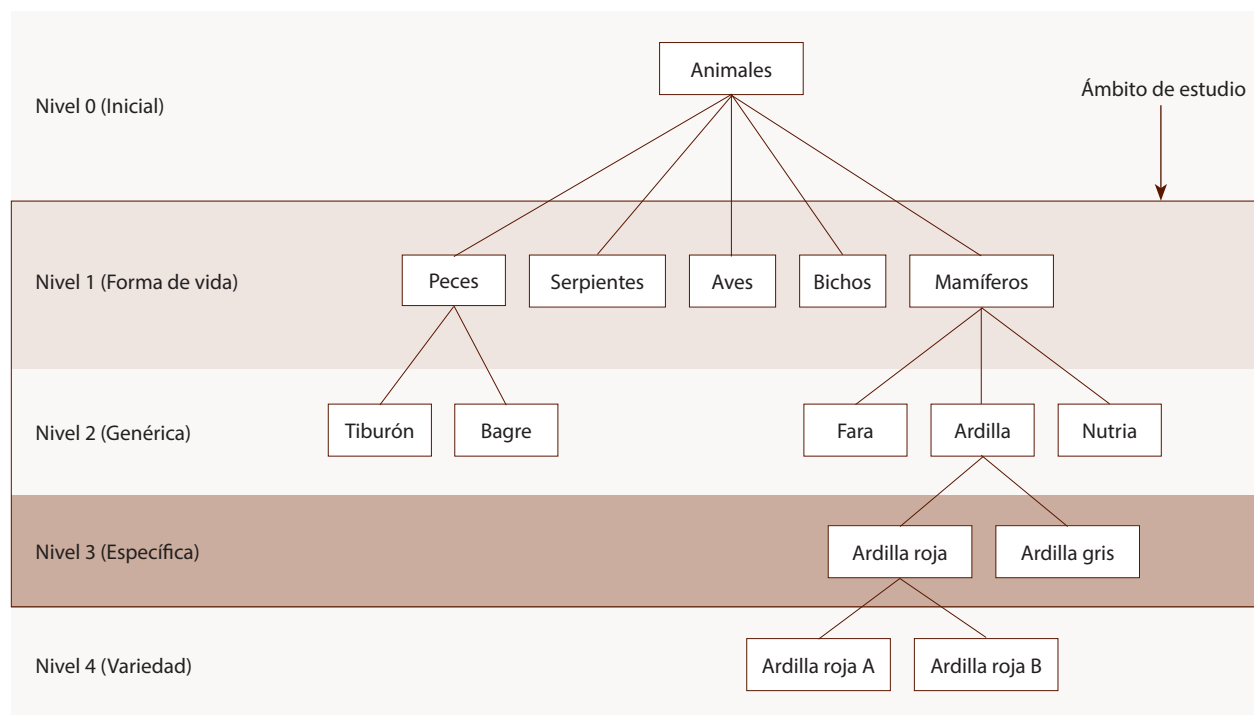 Animales
Nivel 0 (Inicial)
Ámbito de estudio
Nivel 1 (Forma de vida)
Peces
Serpientes
Aves
Bichos
Mamíferos
Nivel 2 (Genérica)
Tiburón
Bagre
Fara
Ardilla
Nutria
Nivel 3 (Específica)
Ardilla roja
Ardilla gris
Nivel 4 (Variedad)
Ardilla roja A
Ardilla roja B